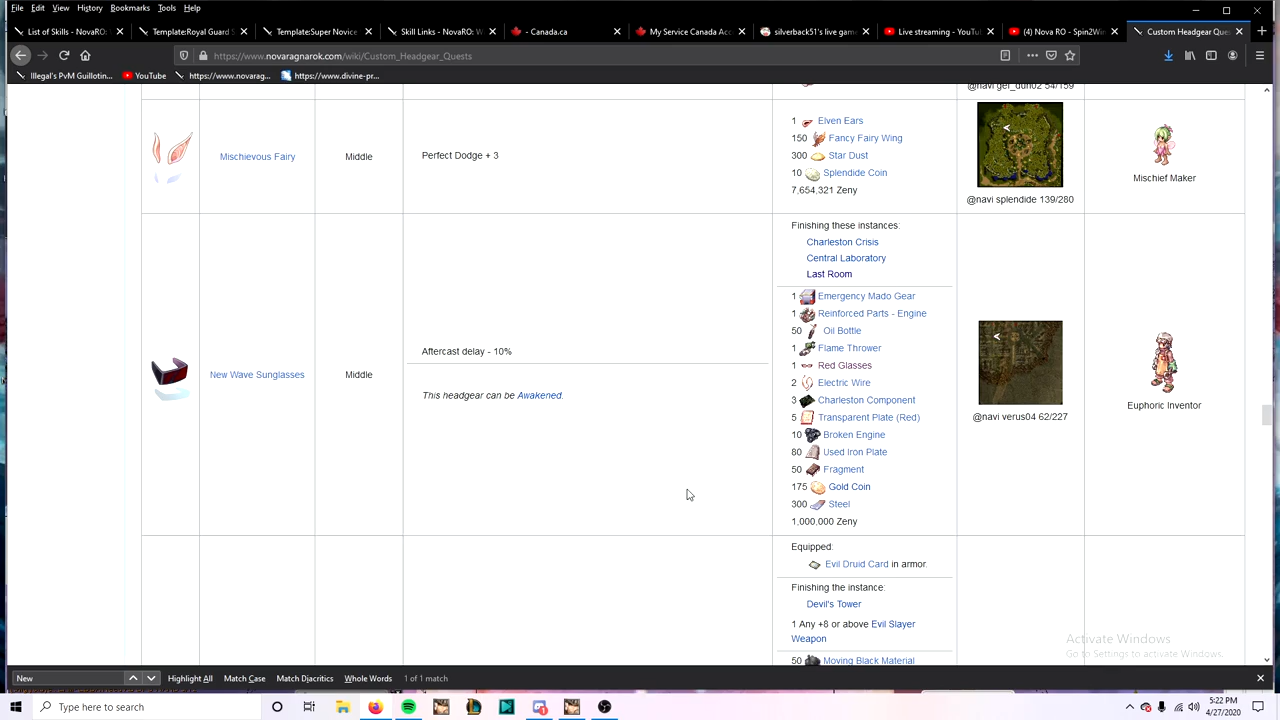 File Edit View History Bookmarks Tools Help
List of Skills - NovaRO: Template:Royal Guard S Template:Super Novice Skill Links - NovaRO: W - Canada.ca My Service Canada Acc silverback51's live game Live streaming - YouTu (4) Nova RO - Spin2Win Custom Headgear Que
https://www.novaragnarok.com/wiki/Custom_Headgear_Quests
Illegal's PvM Guillotin... YouTube https://www.novarag... https://www.divine-pr...
@navi gef_dun02 54/159
Mischievous Fairy
Middle
Perfect Dodge + 3
1 Elven Ears
150 Fancy Fairy Wing
300 Star Dust
10 Splendide Coin
7,654,321 Zeny
@navi splendide 139/280
Mischief Maker
New Wave Sunglasses
Middle
Aftercast delay - 10%
This headgear can be Awakened.
Finishing these instances:
Charleston Crisis
Central Laboratory
Last Room
1 Emergency Mado Gear
1 Reinforced Parts - Engine
50 Oil Bottle
1 Flame Thrower
1 Red Glasses
2 Electric Wire
3 Charleston Component
5 Transparent Plate (Red)
10 Broken Engine
80 Used Iron Plate
50 Fragment
175 Gold Coin
300 Steel
1,000,000 Zeny
@navi verus04 62/227
Euphoric Inventor
Equipped:
Evil Druid Card in armor.
Finishing the instance:
Devil's Tower
1 Any +8 or above Evil Slayer
Weapon
50 Moving Black Material
Activate Windows
Go to Settings to activate Windows.
New Highlight All Match Case Match Diacritics Whole Words 1 of 1 match
Type here to search
5:22 PM
4/27/2020